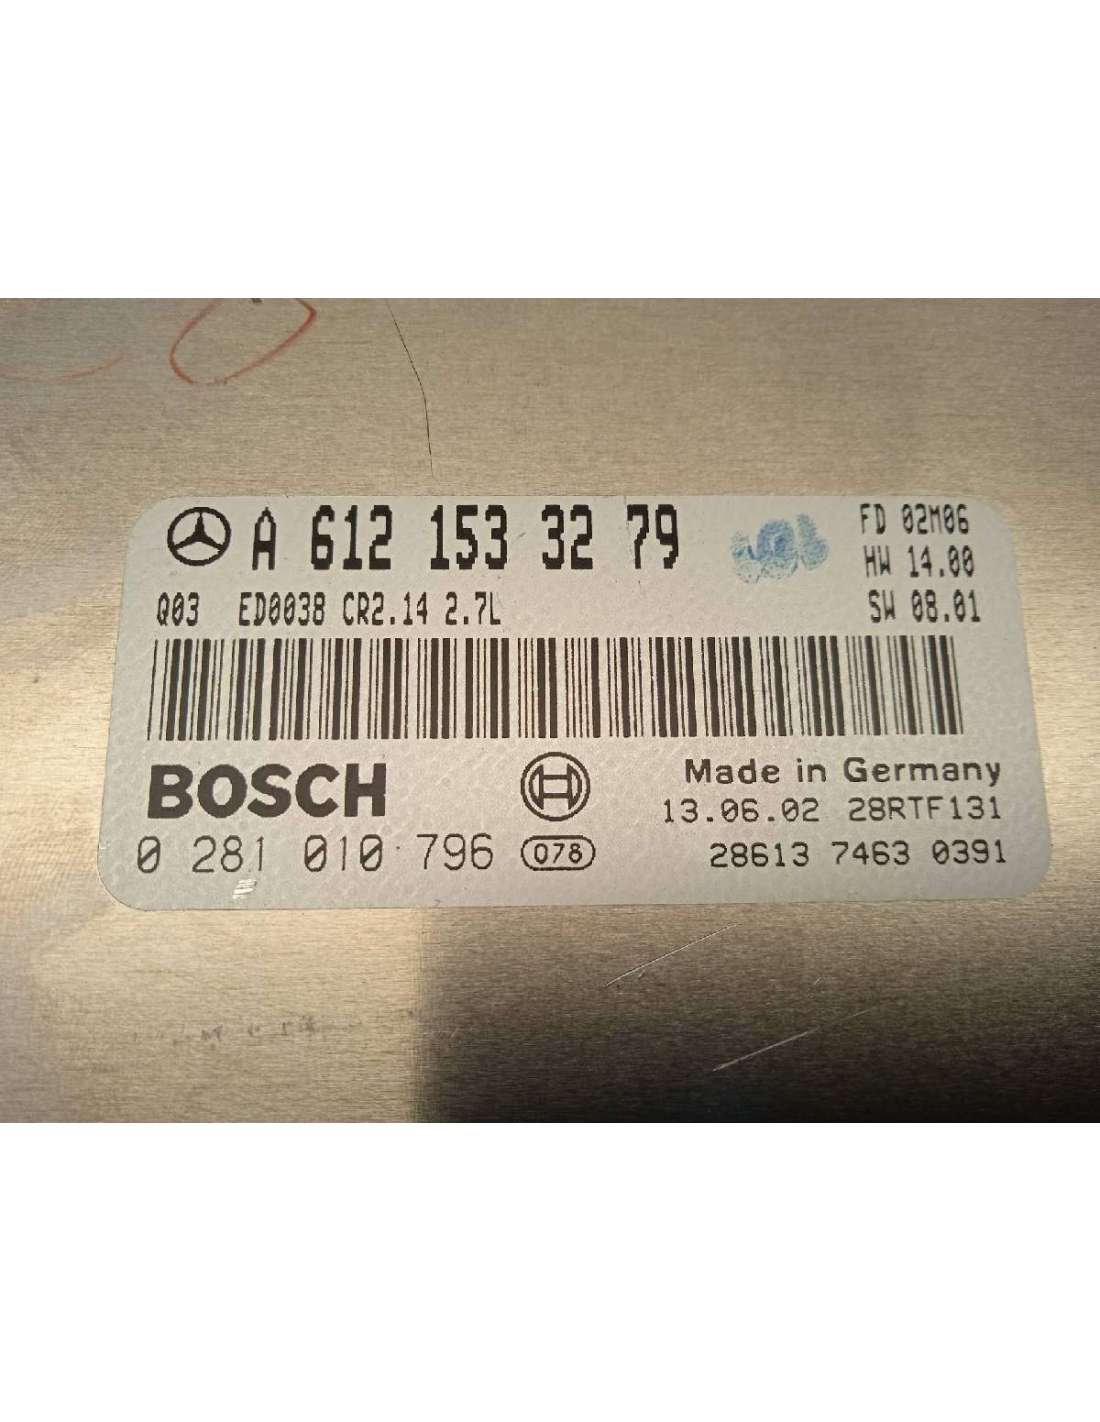 A 612 153 32 79
FD 02M06
HW 14.00
Q03 ED0038 CR2.14 2.7L
SW 08.01
BOSCH
Made in Germany
13.06.02 28RTF131
0 281 010 796 078
28613 7463 0391